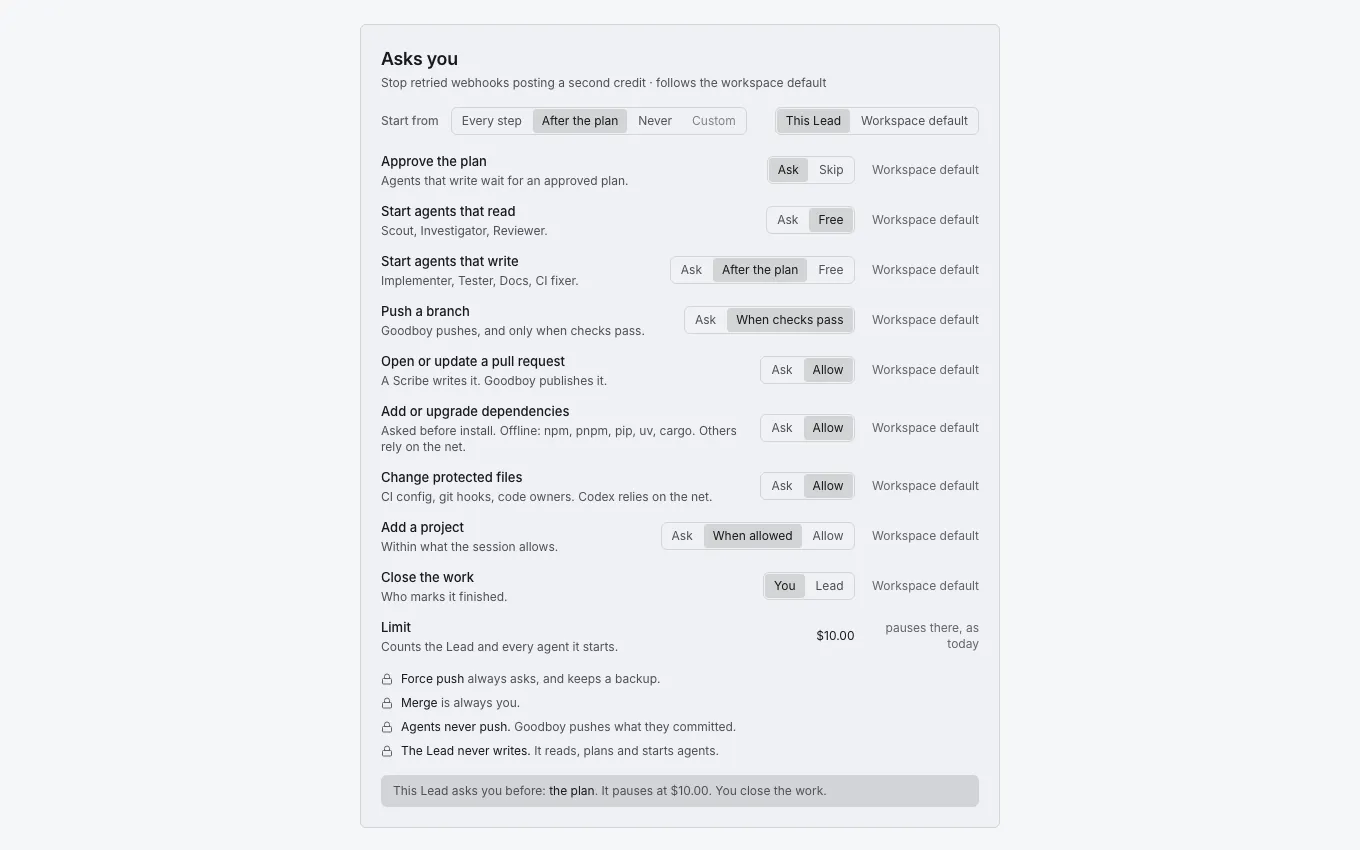 Asks you
Stop retried webhooks posting a second credit · follows the workspace default
Start from Every step After the plan Never Custom This Lead Workspace default
Approve the plan
Agents that write wait for an approved plan.
Ask Skip Workspace default
Start agents that read
Scout, Investigator, Reviewer.
Ask Free Workspace default
Start agents that write
Implementer, Tester, Docs, CI fixer.
Ask After the plan Free Workspace default
Push a branch
Goodboy pushes, and only when checks pass.
Ask When checks pass Workspace default
Open or update a pull request
A Scribe writes it. Goodboy publishes it.
Ask Allow Workspace default
Add or upgrade dependencies
Asked before install. Offline: npm, pnpm, pip, uv, cargo. Others
rely on the net.
Ask Allow Workspace default
Change protected files
CI config, git hooks, code owners. Codex relies on the net.
Ask Allow Workspace default
Add a project
Within what the session allows.
Ask When allowed Allow Workspace default
Close the work
Who marks it finished.
You Lead Workspace default
Limit
Counts the Lead and every agent it starts.
$10.00
pauses there, as
today
Force push always asks, and keeps a backup.
Merge is always you.
Agents never push. Goodboy pushes what they committed.
The Lead never writes. It reads, plans and starts agents.
This Lead asks you before: the plan. It pauses at $10.00. You close the work.